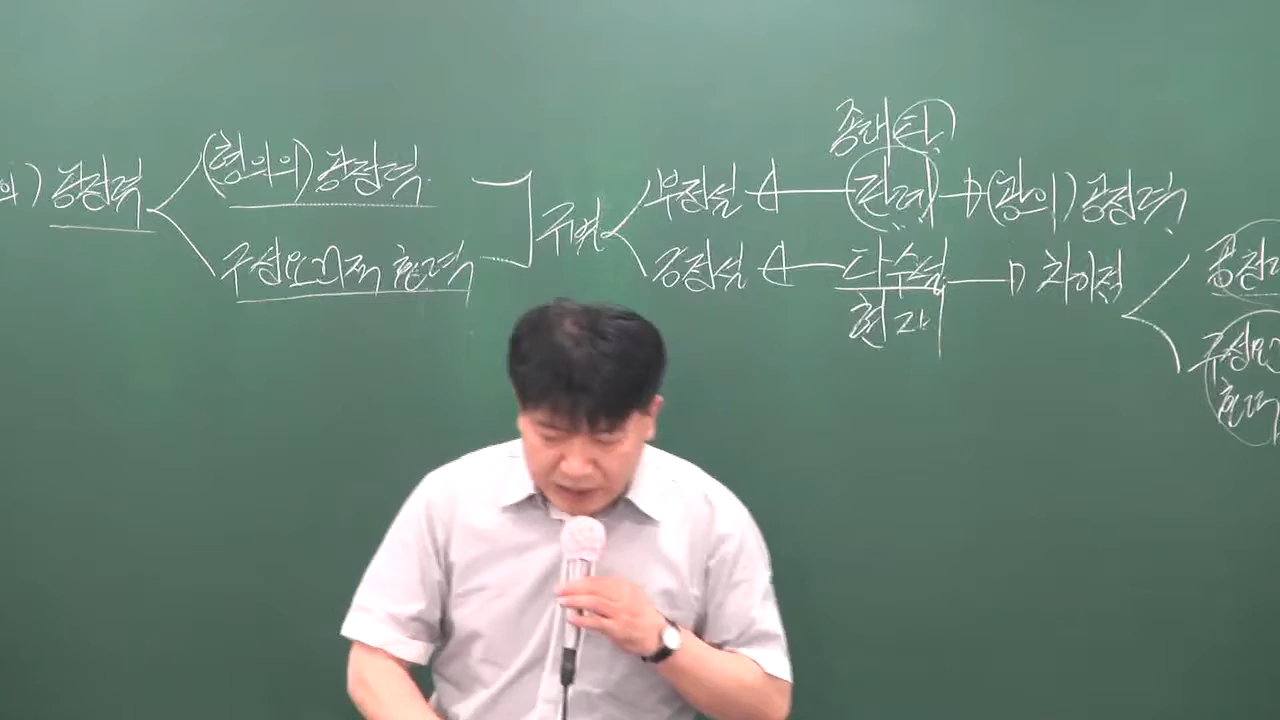 의) 공정력
(협의의) 공정력
구성요건적 효력
구별
부정설
긍정설
종래
판례
다수설
현재
(광의) 공정력
차이점
공정력
구성요건
효력